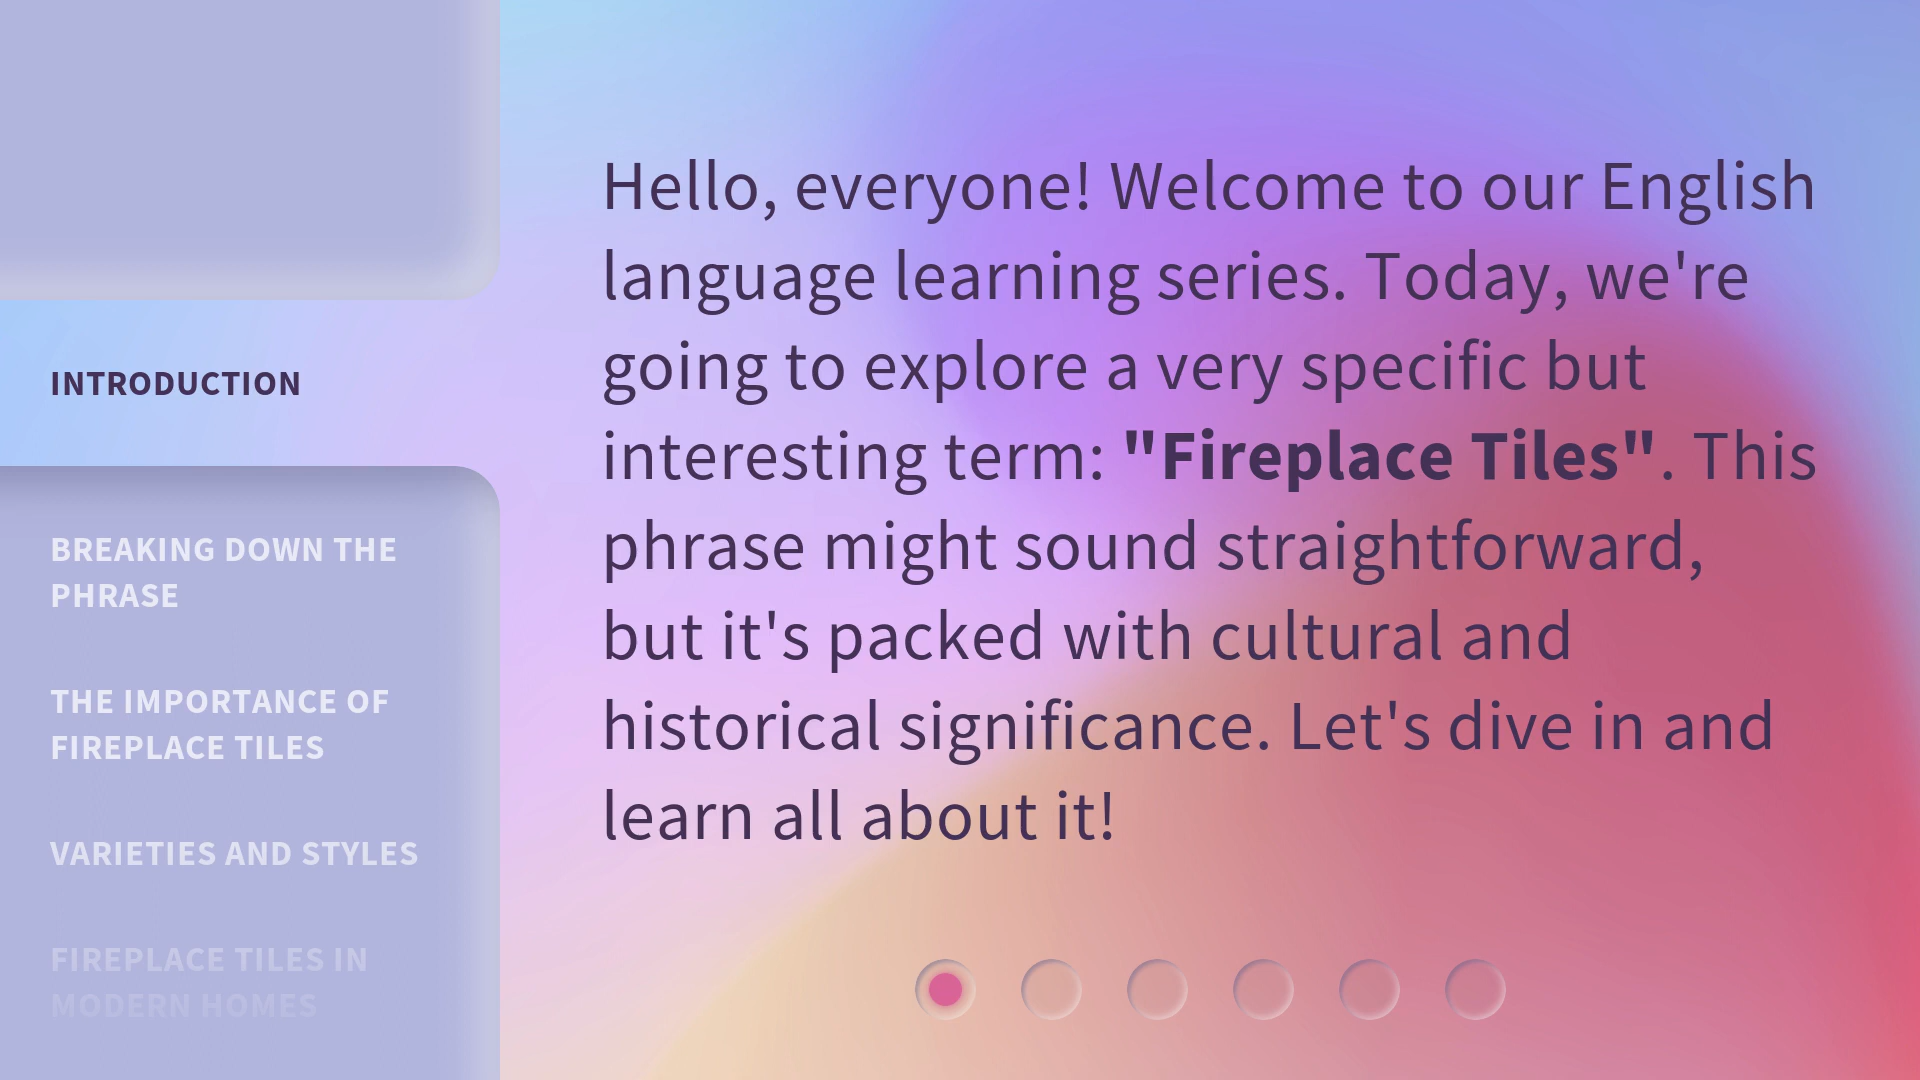 INTRODUCTION
BREAKING DOWN THE
PHRASE
THE IMPORTANCE OF
FIREPLACE TILES
VARIETIES AND STYLES
FIREPLACE TILES IN
MODERN HOMES
Hello, everyone! Welcome to our English
language learning series. Today, we're
going to explore a very specific but
interesting term: "Fireplace Tiles". This
phrase might sound straightforward,
but it's packed with cultural and
historical significance. Let's dive in and
learn all about it!